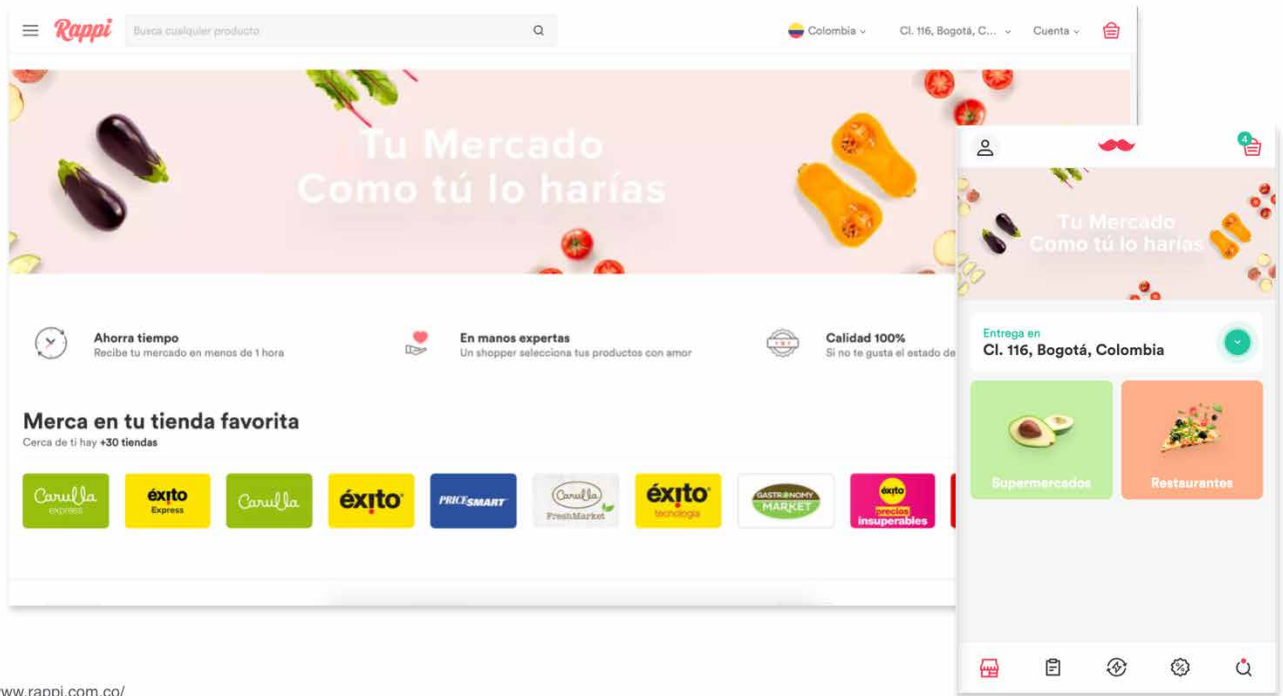 Rappi
Busca cualquier producto
Colombia
Cl. 116, Bogotá, C...
Cuenta
Tu Mercado
Como tú lo harías
Ahorra tiempo
Recibe tu mercado en menos de 1 hora
En manos expertas
Un shopper selecciona tus productos con amor
Calidad 100%
Si no te gusta el estado de
Merca en tu tienda favorita
Cerca de ti hay +30 tiendas
Carulla
express
éxito
Express
Carulla
éxito
PRICESMART
Carulla
FreshMarket
éxito
tecnología
GASTRONOMY
MARKET
éxito
precios
insuperables
4
Tu Mercado
Como tú lo harías
Entrega en
Cl. 116, Bogotá, Colombia
Supermercados
Restaurantes
www.rappi.com.co/